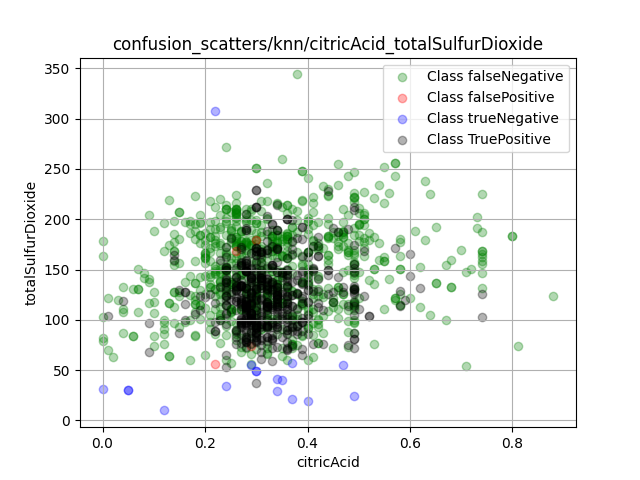 confusion_scatters/knn/citricAcid_totalSulfurDioxide
Class falseNegative
Class falsePositive
Class trueNegative
Class TruePositive
totalSulfurDioxide
350
300
250
200
150
100
50
0
0.0 0.2 0.4 0.6 0.8
citricAcid